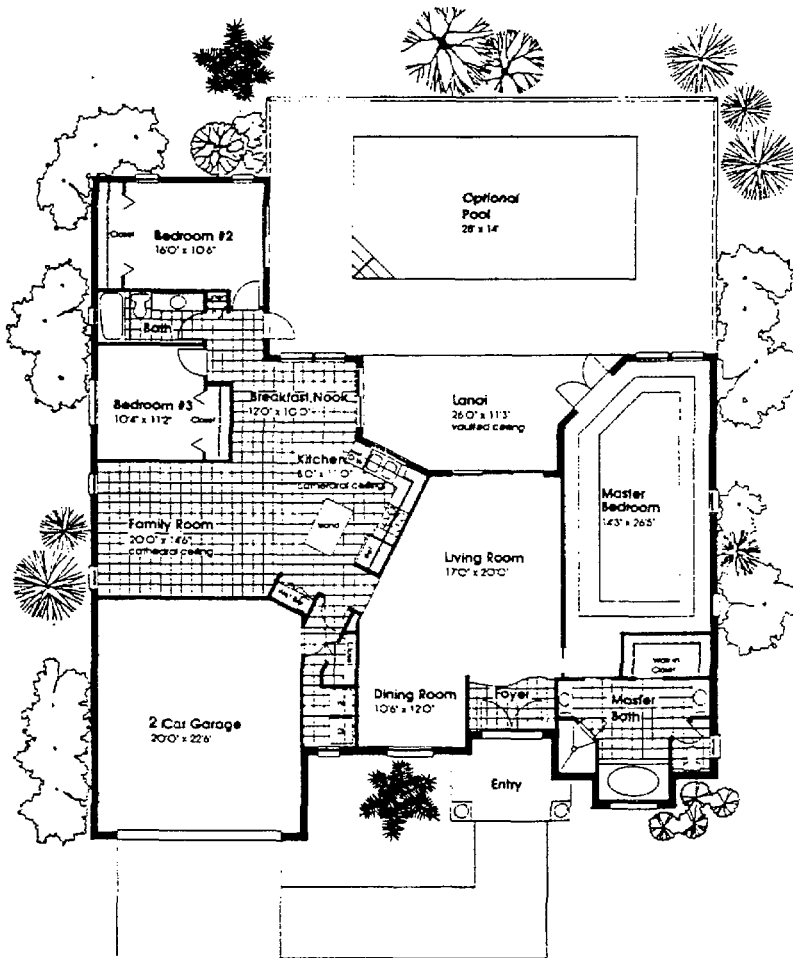 Optional
Pool
28' x 14'
Closet
Bedroom #2
16'0" x 10'6"
Bath
Bedroom #3
10'4" x 11'2"
Closet
Breakfast Nook
12'0" x 10'0"
Lanai
26'0" x 11'3"
vaulted ceiling
Kitchen
8'0" x 11'0"
cathedral ceiling
Island
Family Room
20'0" x 14'6"
cathedral ceiling
Master
Bedroom
14'3" x 26'5"
Living Room
17'0" x 20'0"
Walk in
Closet
Dining Room
10'6" x 12'0"
Foyer
Master
Bath
2 Car Garage
20'0" x 22'6"
Entry